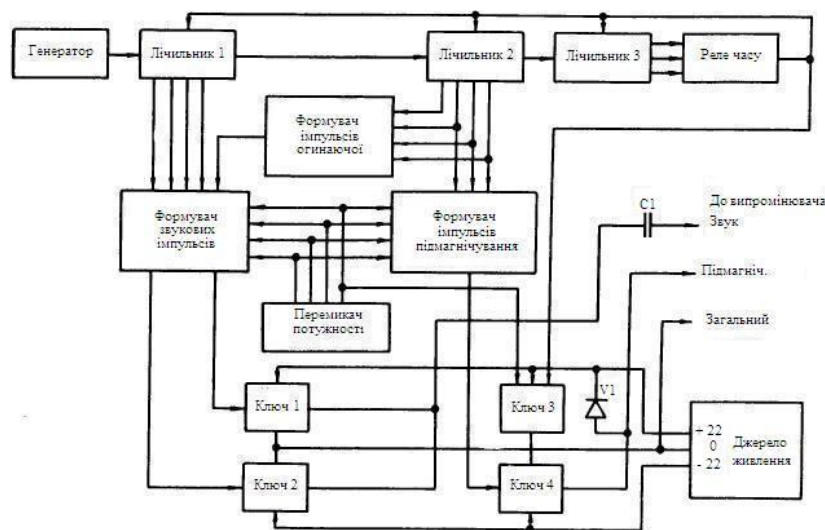 Генератор
Лічильник 1
Лічильник 2
Лічильник 3
Реле часу
Формувач
імпульсів
огинаючої
Формувач
звукових
імпульсів
Формувач
імпульсів
підмагнічування
C1
До випромінювача
Звук
Підмагніч.
Загальний
Перемикач
потужності
Ключ 1
Ключ 3
V1
Ключ 2
Ключ 4
+ 22
0
- 22
Джерело
живлення